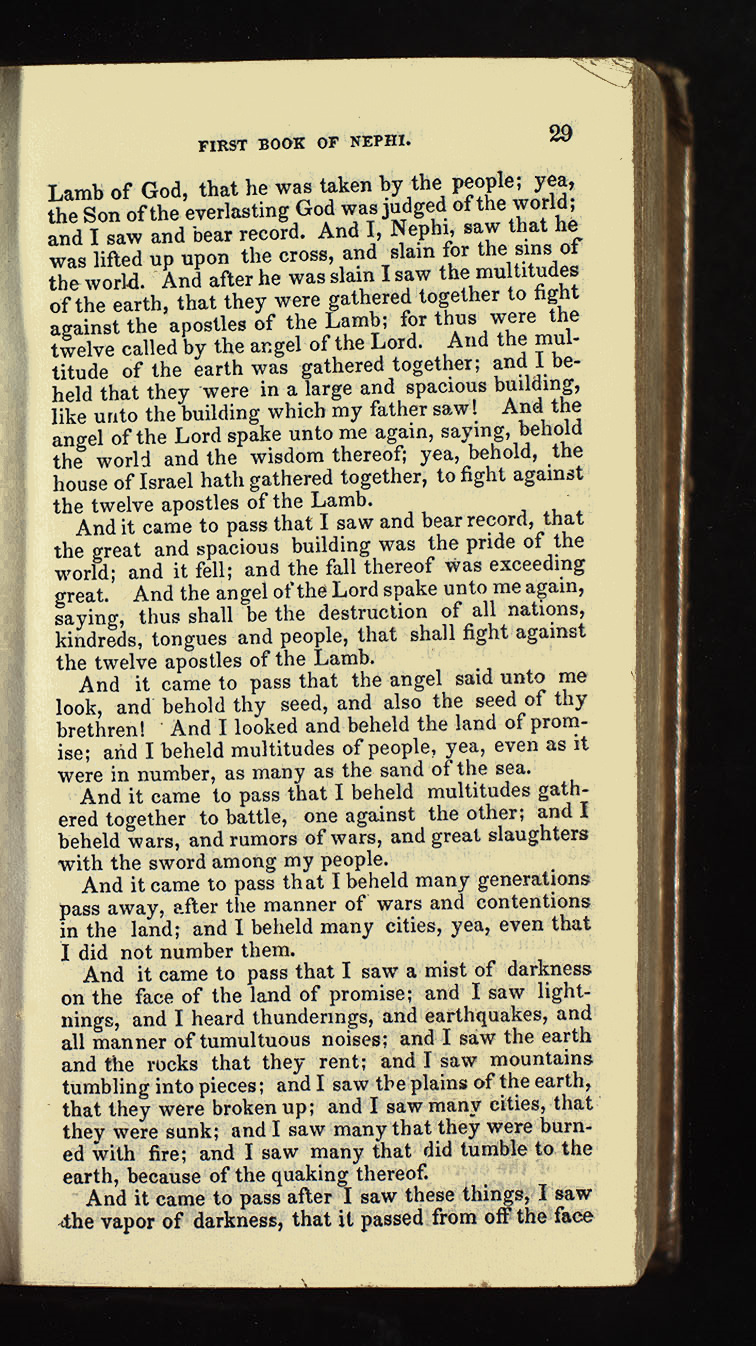 FIRST BOOK OF NEPHI. 29
Lamb of God, that he was taken by the people; yea,
the Son of the everlasting God was judged of the world;
and I saw and bear record. And I, Nephi, saw that he
was lifted up upon the cross, and slain for the sins of
the world. And after he was slain I saw the multitudes
of the earth, that they were gathered together to fight
against the apostles of the Lamb; for thus were the
twelve called by the angel of the Lord. And the mul-
titude of the earth was gathered together; and I be-
held that they were in a large and spacious building,
like unto the building which my father saw! And the
angel of the Lord spake unto me again, saying, behold
the world and the wisdom thereof; yea, behold, the
house of Israel hath gathered together, to fight against
the twelve apostles of the Lamb.
And it came to pass that I saw and bear record, that
the great and spacious building was the pride of the
world; and it fell; and the fall thereof was exceeding
great. And the angel of the Lord spake unto me again,
saying, thus shall be the destruction of all nations,
kindreds, tongues and people, that shall fight against
the twelve apostles of the Lamb.
And it came to pass that the angel said unto me
look, and behold thy seed, and also the seed of thy
brethren! And I looked and beheld the land of prom-
ise; and I beheld multitudes of people, yea, even as it
were in number, as many as the sand of the sea.
And it came to pass that I beheld multitudes gath-
ered together to battle, one against the other; and I
beheld wars, and rumors of wars, and great slaughters
with the sword among my people.
And it came to pass that I beheld many generations
pass away, after the manner of wars and contentions
in the land; and I beheld many cities, yea, even that
I did not number them.
And it came to pass that I saw a mist of darkness
on the face of the land of promise; and I saw light-
nings, and I heard thunderings, and earthquakes, and
all manner of tumultuous noises; and I saw the earth
and the rocks that they rent; and I saw mountains
tumbling into pieces; and I saw the plains of the earth,
that they were broken up; and I saw many cities, that
they were sunk; and I saw many that they were burn-
ed with fire; and I saw many that did tumble to the
earth, because of the quaking thereof.
And it came to pass after I saw these things, I saw
the vapor of darkness, that it passed from off the face